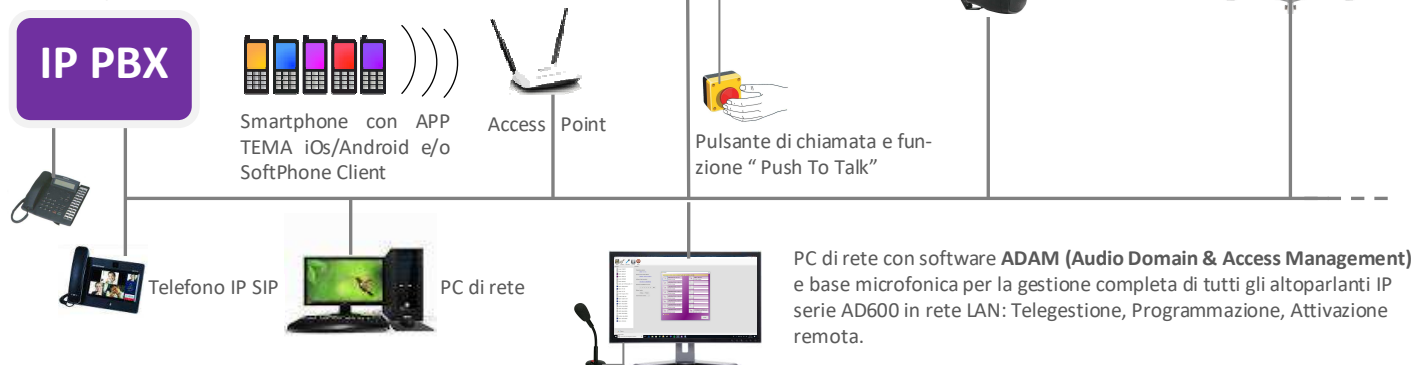 IP PBX
Smartphone con APP
TEMA iOs/Android e/o
SoftPhone Client
Access Point
Pulsante di chiamata e fun-
zione “ Push To Talk”
Telefono IP SIP
PC di rete
PC di rete con software ADAM (Audio Domain & Access Management)
e base microfonica per la gestione completa di tutti gli altoparlanti IP
serie AD600 in rete LAN: Telegestione, Programmazione, Attivazione
remota.